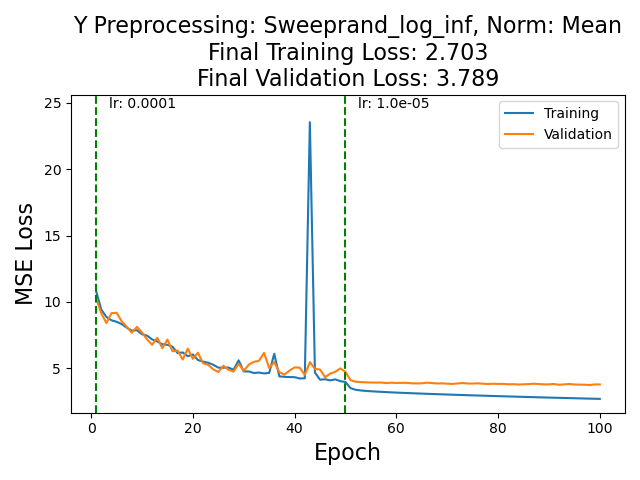 Y Preprocessing: Sweeprand_log_inf, Norm: Mean
Final Training Loss: 2.703
Final Validation Loss: 3.789
lr: 0.0001
lr: 1.0e-05
Training
Validation
25
20
15
10
5
MSE Loss
0
20
40
60
80
100
Epoch